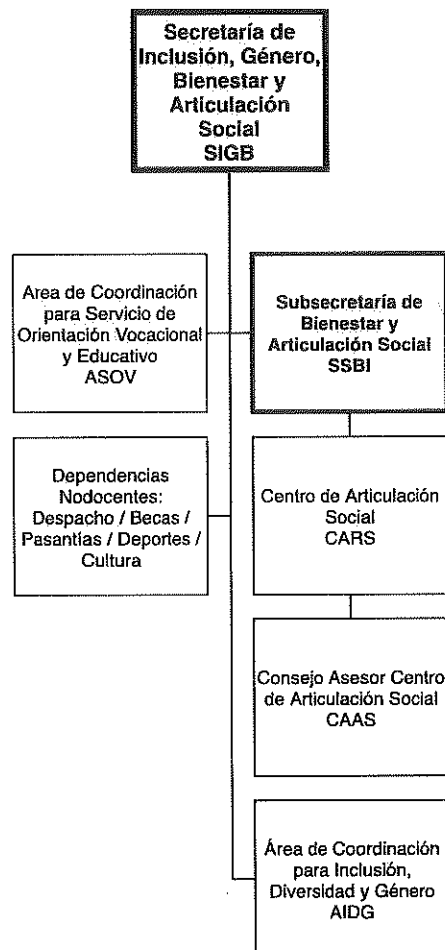 Secretaría de
Inclusión, Género,
Bienestar y
Articulación
Social
SIGB
Area de Coordinación
para Servicio de
Orientación Vocacional
y Educativo
ASOV
Subsecretaría de
Bienestar y
Articulación Social
SSBI
Dependencias
Nodocentes:
Despacho / Becas /
Pasantías / Deportes /
Cultura
Centro de Articulación
Social
CARS
Consejo Asesor Centro
de Articulación Social
CAAS
Área de Coordinación
para Inclusión,
Diversidad y Género
AIDG